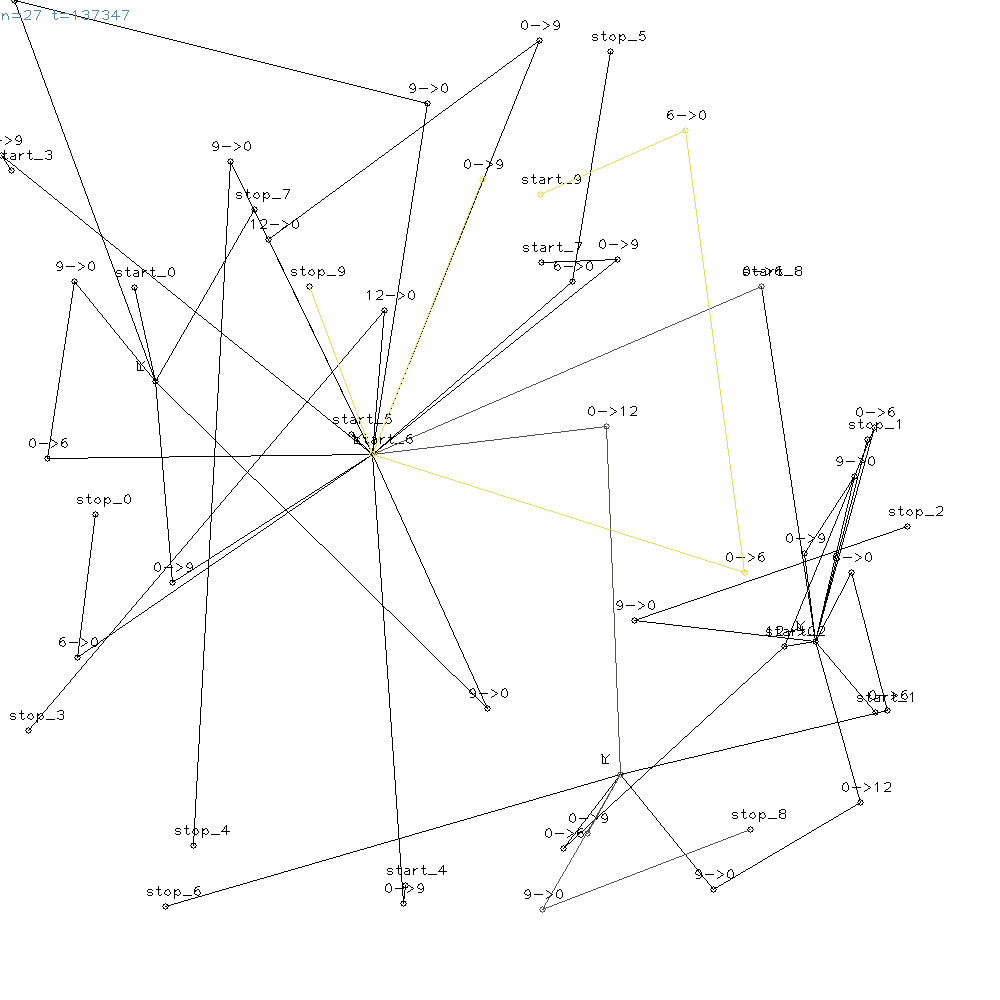 n=27 t=137347
0->9
stop_5
9->0
6->0
->9
tart_3
9->0
0->9
start_9
stop_7
12->0
start_7
0->9
6->0
9->0
start_0
stop_9
12->0
start_8
R
start_5
start_6
0->12
0->6
stop_1
0->6
9->0
stop_0
stop_2
0->9
0->6
->0
0->9
9->0
6->0
R
9->0
start_1
stop_3
R
0->12
stop_4
0->9
stop_8
0->6
start_4
9->0
0->9
stop_6
9->0